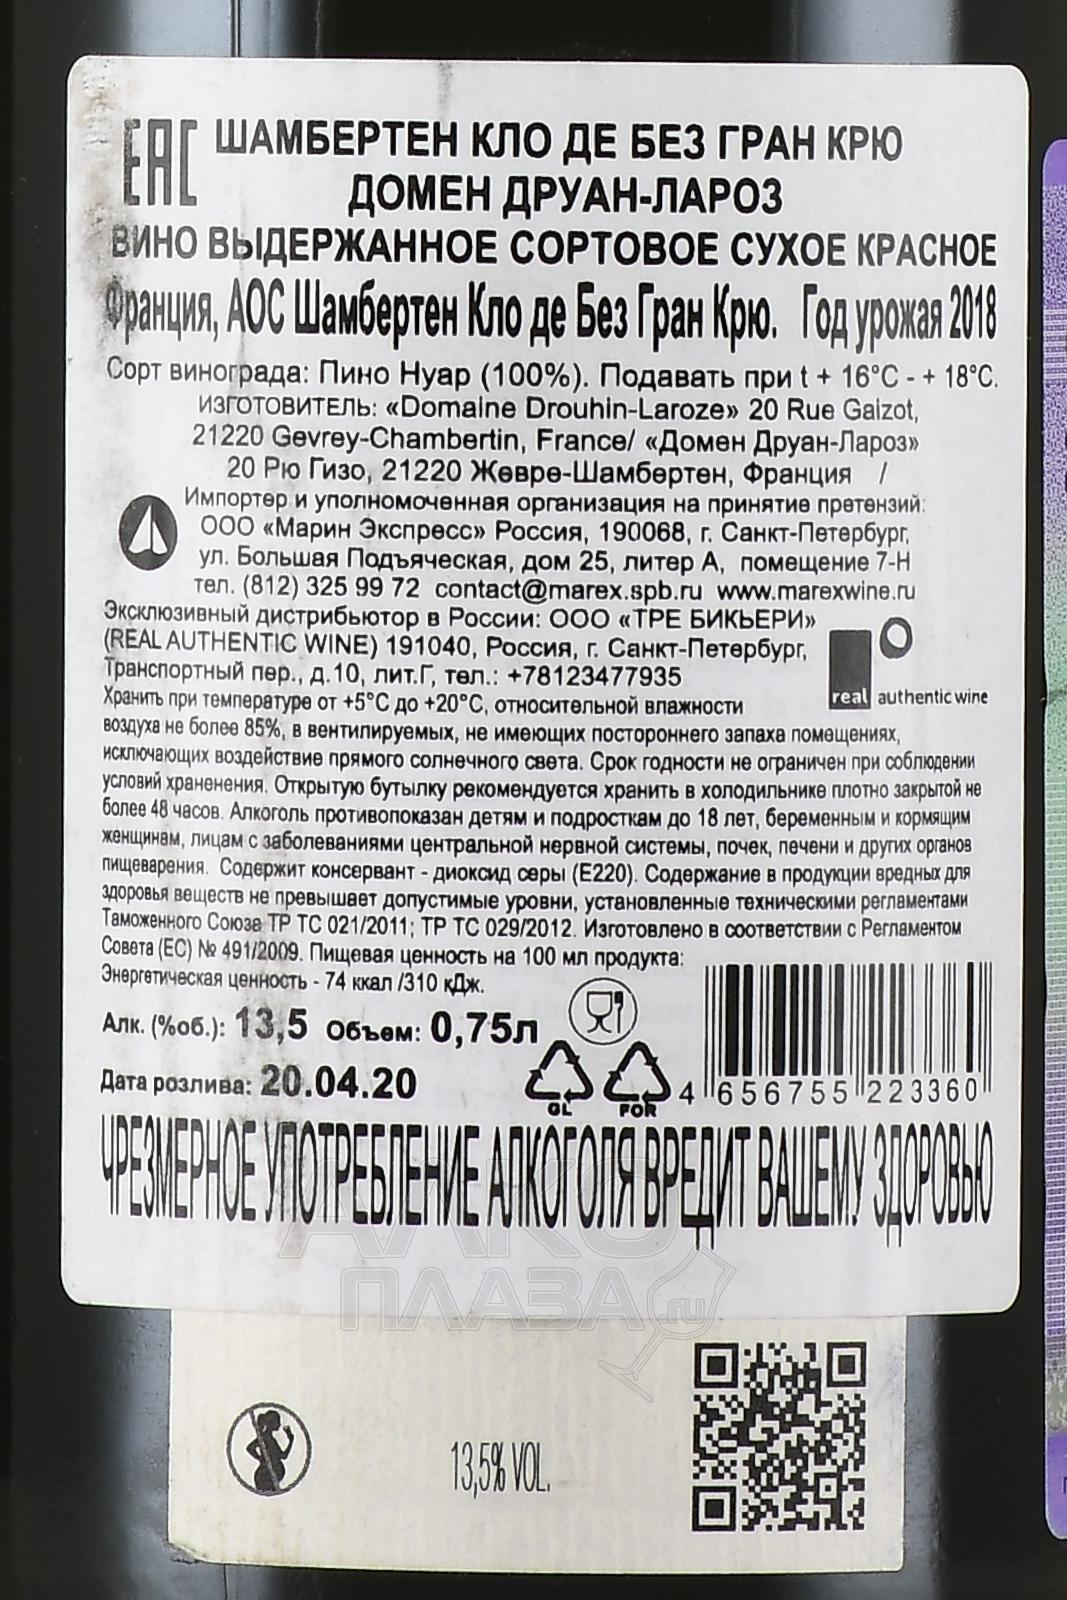 EAC ШАМБЕРТЕН КЛО ДЕ БЕЗ ГРАН КРЮ
ДОМЕН ДРУАН-ЛАРОЗ
ВИНО ВЫДЕРЖАННОЕ СОРТОВОЕ СУХОЕ КРАСНОЕ
Франция, АОС Шамбертен Кло де Без Гран Крю. Год урожая 2018
Сорт винограда: Пино Нуар (100%). Подавать при t + 16°C - + 18°C.
ИЗГОТОВИТЕЛЬ: «Domaine Drouhin-Laroze» 20 Rue Gaizot,
21220 Gevrey-Chambertin, France/ «Домен Друан-Лароз»
20 Рю Гизо, 21220 Жевре-Шамбертен, Франция /
Импортер и уполномоченная организация на принятие претензий:
ООО «Марин Экспресс» Россия, 190068, г. Санкт-Петербург,
ул. Большая Подъяческая, дом 25, литер А, помещение 7-Н
тел. (812) 325 99 72 contact@marex.spb.ru www.marexwine.ru
Эксклюзивный дистрибьютор в России: ООО «ТРЕ БИКЬЕРИ»
(REAL AUTHENTIC WINE) 191040, Россия, г. Санкт-Петербург,
Транспортный пер., д.10, лит.Г, тел.: +78123477935
real authentic wine
Хранить при температуре от +5°C до +20°C, относительной влажности
воздуха не более 85%, в вентилируемых, не имеющих постороннего запаха помещениях,
исключающих воздействие прямого солнечного света. Срок годности не ограничен при соблюдении
условий храненения. Открытую бутылку рекомендуется хранить в холодильнике плотно закрытой не
более 48 часов. Алкоголь противопоказан детям и подросткам до 18 лет, беременным и кормящим
женщинам, лицам с заболеваниями центральной нервной системы, почек, печени и других органов
пищеварения. Содержит консервант - диоксид серы (Е220). Содержание в продукции вредных для
здоровья веществ не превышает допустимые уровни, установленные техническими регламентами
Таможенного Союза ТР ТС 021/2011; ТР ТС 029/2012. Изготовлено в соответствии с Регламентом
Совета (ЕС) № 491/2009. Пищевая ценность на 100 мл продукта:
Энергетическая ценность - 74 ккал /310 кДж.
Алк. (%об.): 13,5 Объем: 0,75л
Дата розлива: 20.04.20
GL FOR
4 656755 223360
ЧРЕЗМЕРНОЕ УПОТРЕБЛЕНИЕ АЛКОГОЛЯ ВРЕДИТ ВАШЕМУ ЗДОРОВЬЮ
АЛКО
ПЛАЗА.ru
13,5% VOL.